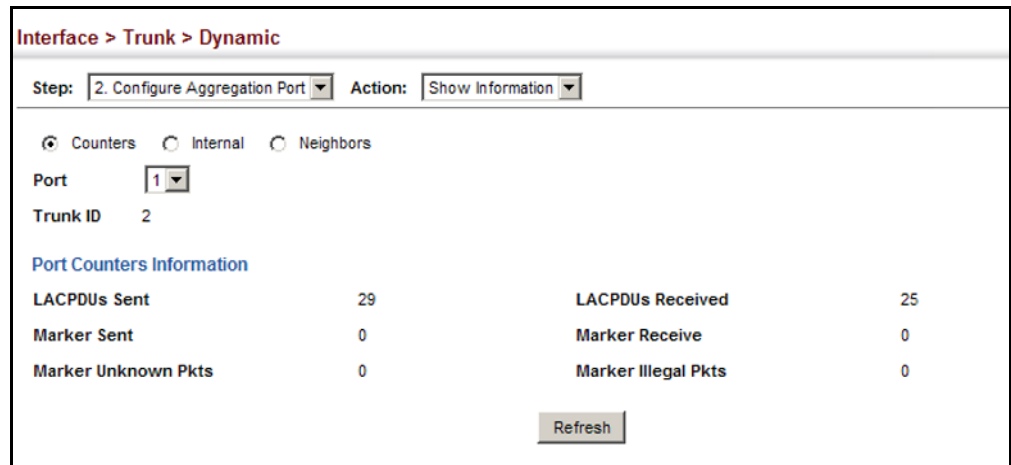 Interface > Trunk > Dynamic
Step: 2. Configure Aggregation Port Action: Show Information
Counters Internal Neighbors
Port 1
Trunk ID 2
Port Counters Information
LACPDUs Sent 29 LACPDUs Received 25
Marker Sent 0 Marker Receive 0
Marker Unknown Pkts 0 Marker Illegal Pkts 0
Refresh